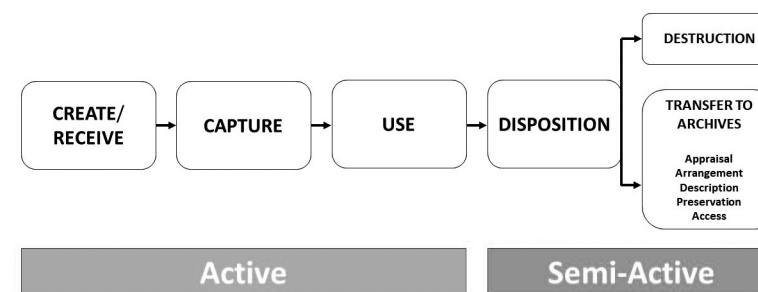 CREATE/
RECEIVE
CAPTURE
USE
DISPOSITION
DESTRUCTION
TRANSFER TO
ARCHIVES
Appraisal
Arrangement
Description
Preservation
Access
Active
Semi-Active